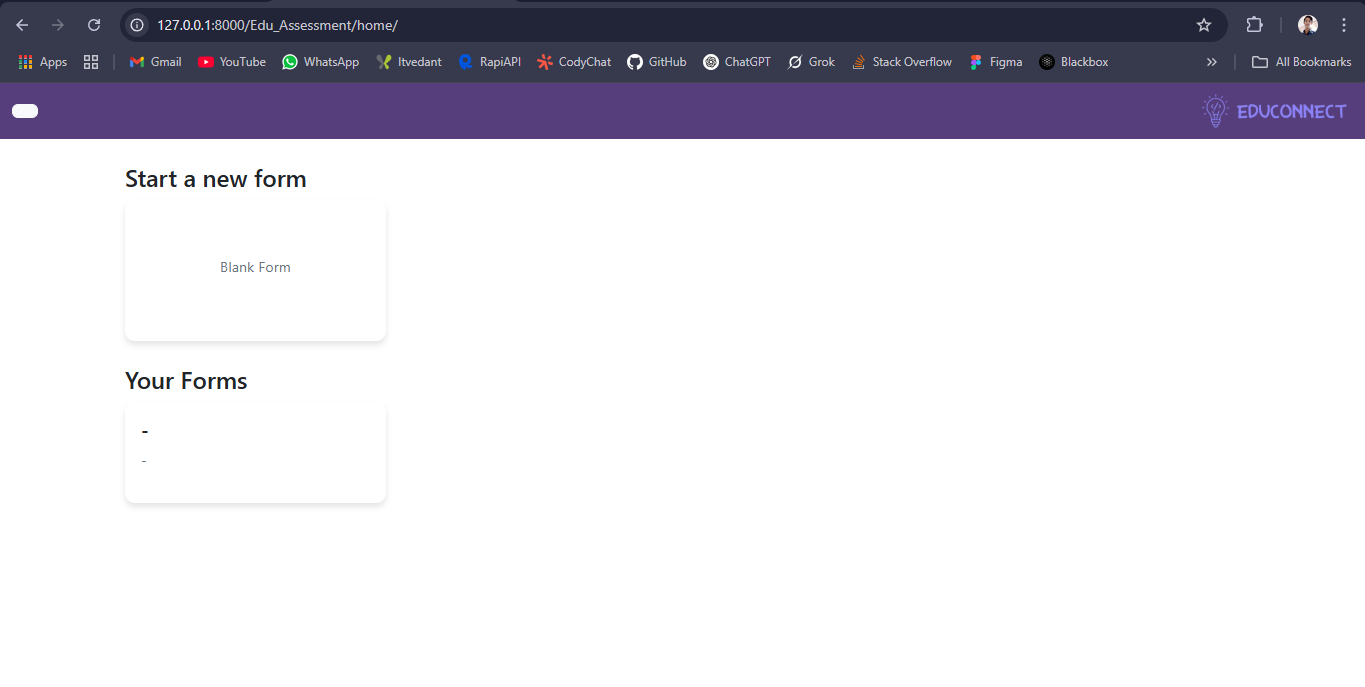 127.0.0.1:8000/Edu_Assessment/home/
Apps Gmail YouTube WhatsApp Itvedant RapiAPI CodyChat GitHub ChatGPT Grok Stack Overflow Figma Blackbox » All Bookmarks
EDUCONNECT
Start a new form
Blank Form
Your Forms
-
-